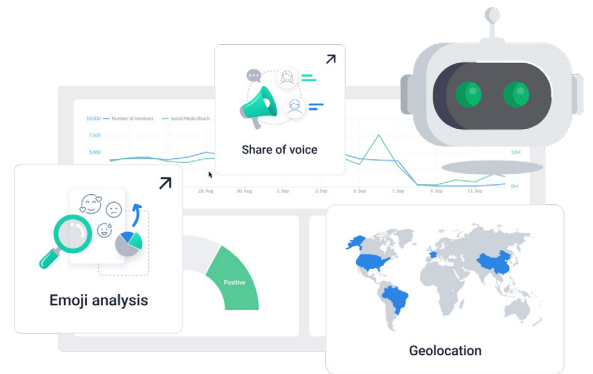 Share of voice
10,000
Number of mentions
Social Media Reach
7,500
5,000
10M
0M
28. Aug
30. Aug
1. Sep
3. Sep
5. Sep
7. Sep
9. Sep
11. Sep
Emoji analysis
Positive
Geolocation